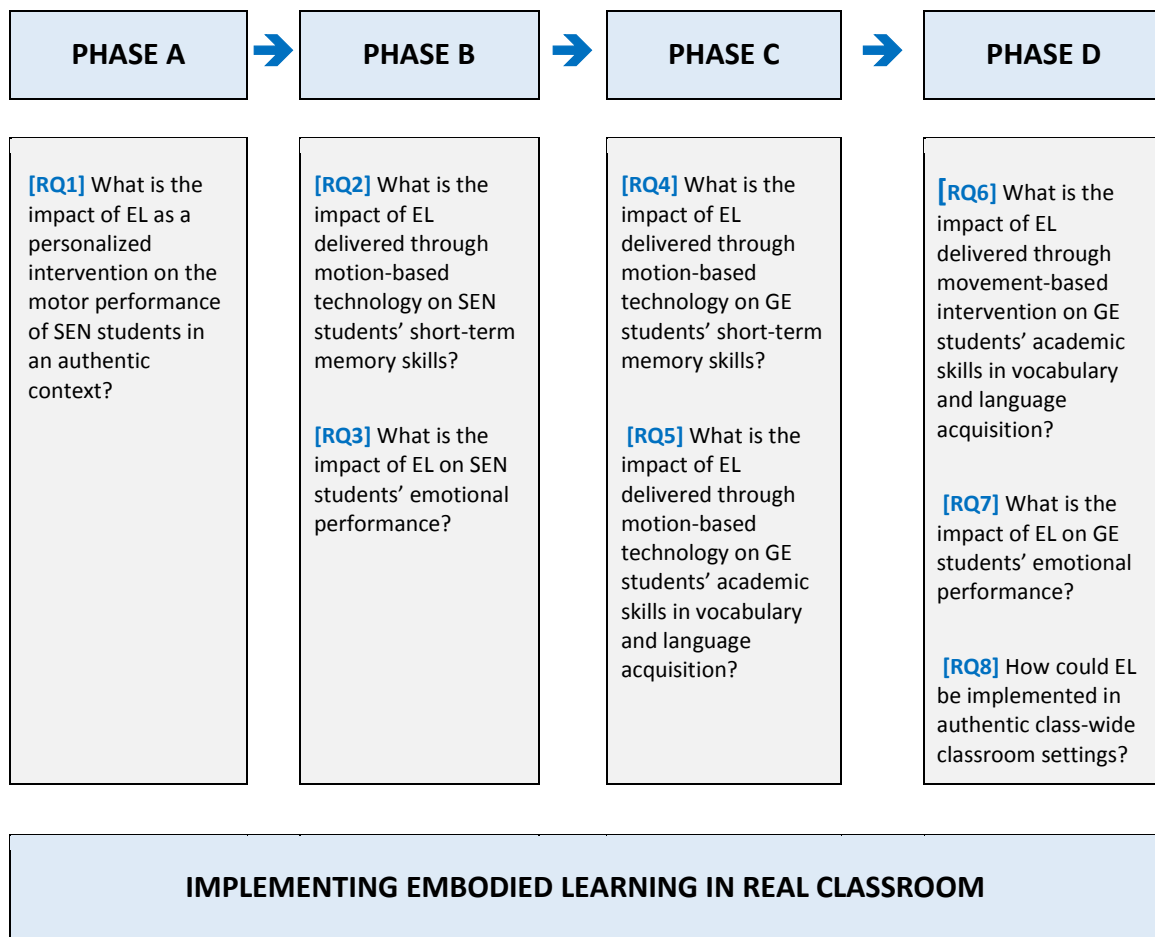 PHASE A
PHASE B
PHASE C
PHASE D
[RQ1] What is the
impact of EL as a
personalized
intervention on the
motor performance
of SEN students in
an authentic
context?
[RQ2] What is the
impact of EL
delivered through
motion-based
technology on SEN
students’ short-term
memory skills?
[RQ3] What is the
impact of EL on SEN
students’ emotional
performance?
[RQ4] What is the
impact of EL
delivered through
motion-based
technology on GE
students’ short-term
memory skills?
[RQ5] What is the
impact of EL
delivered through
motion-based
technology on GE
students’ academic
skills in vocabulary
and language
acquisition?
[RQ6] What is the
impact of EL
delivered through
movement-based
intervention on GE
students’ academic
skills in vocabulary
and language
acquisition?
[RQ7] What is the
impact of EL on GE
students’ emotional
performance?
[RQ8] How could EL
be implemented in
authentic class-wide
classroom settings?
IMPLEMENTING EMBODIED LEARNING IN REAL CLASSROOM